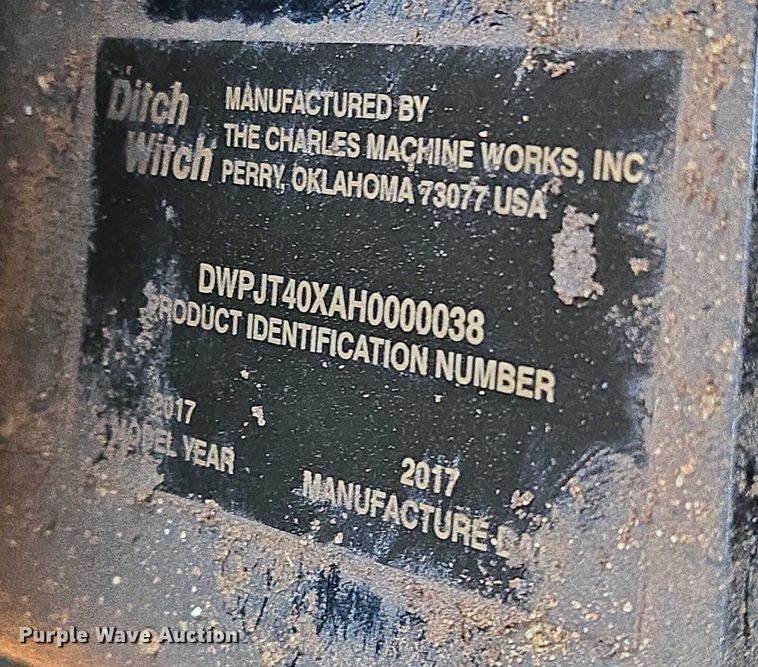 Ditch
Witch
MANUFACTURED BY
THE CHARLES MACHINE WORKS, INC.
PERRY, OKLAHOMA 73077 USA
DWPJT40XAH0000038
PRODUCT IDENTIFICATION NUMBER
2017
MODEL YEAR
2017
MANUFACTURE
Purple Wave Auction